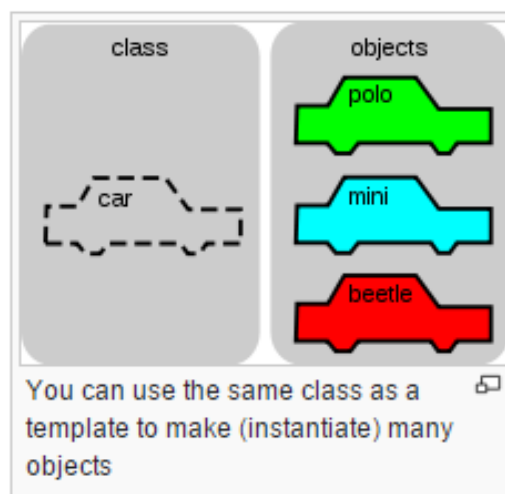 class
objects
polo
car
mini
beetle
You can use the same class as a
template to make (instantiate) many
objects